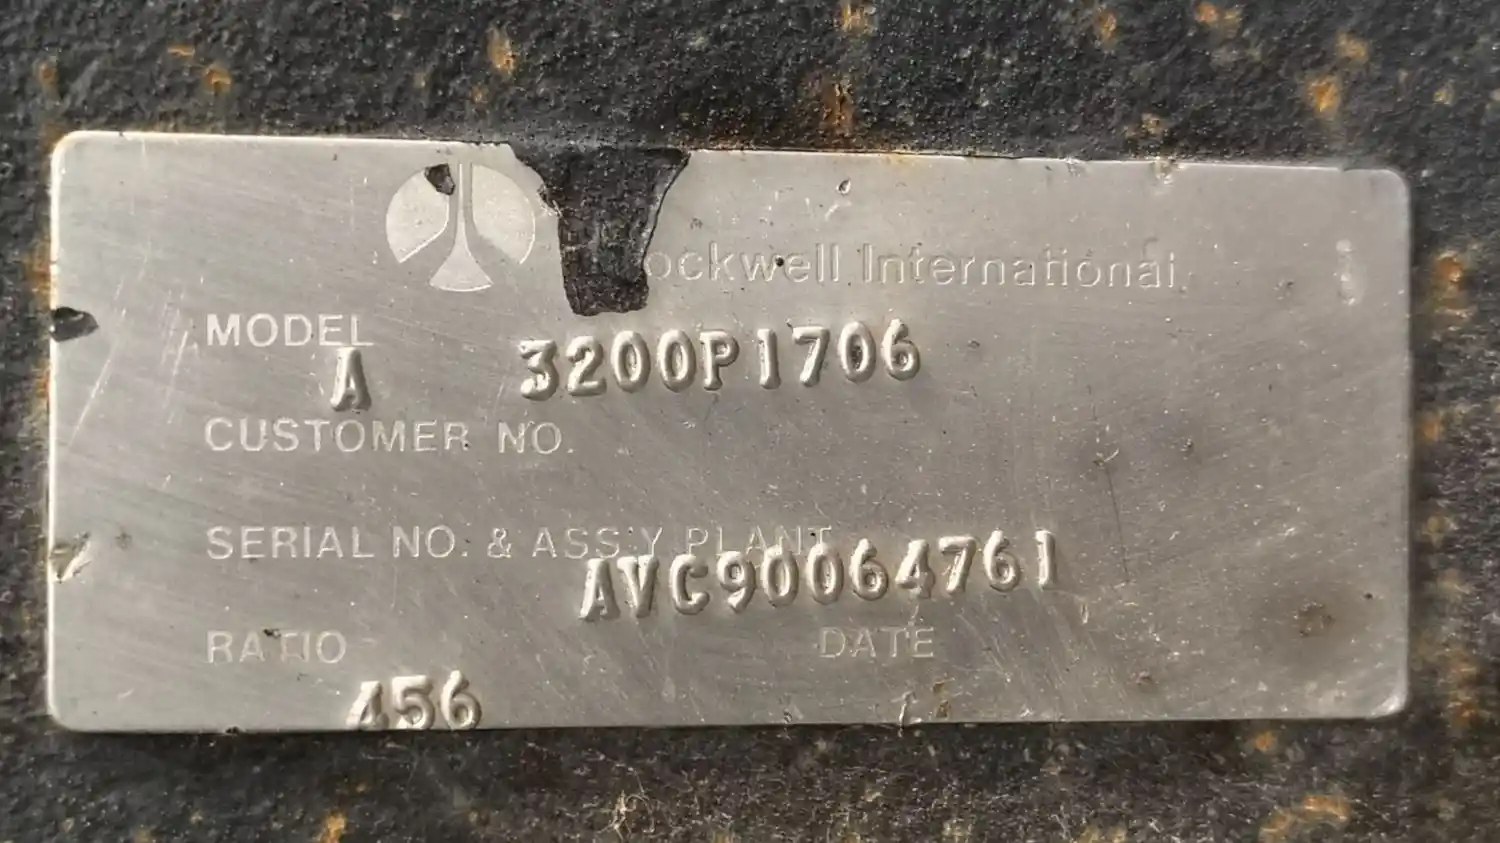 ockwell International
MODEL
A 3200P1706
CUSTOMER NO.
SERIAL NO. & ASS'Y PLANT
AVC90064761
RATIO DATE
456